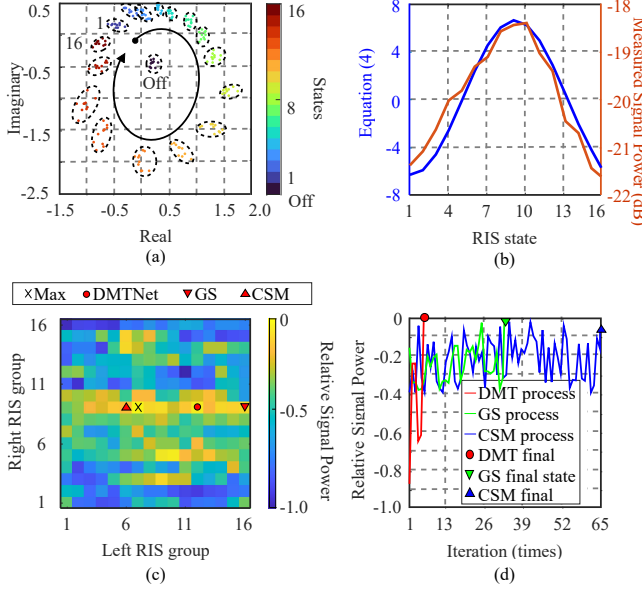 0.5
-0.5
-1.5
-2.5
Imaginary
-1.5
-0.5
0.5
1.5
2.0
Real
1
16
Off
16
8
1
Off
States
(a)
8
4
0
-4
-8
Equation (4)
1
4
7
10
13
16
RIS state
-18
-19
-20
-21
-22
Measured Signal Power (dB)
(b)
Max
DMTNet
GS
CSM
16
11
6
1
Right RIS group
1
6
11
16
Left RIS group
0
-0.5
-1.0
Relative Signal Power
(c)
0
-0.2
-0.4
-0.6
-0.8
-1.0
Relative Signal Power
DMT process
GS process
CSM process
DMT final
GS final state
CSM final
1
13
26
39
52
65
Iteration (times)
(d)